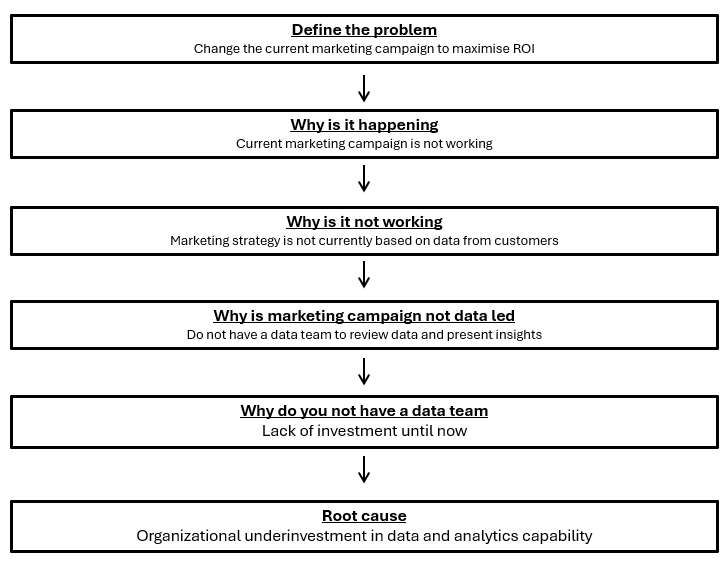 Define the problem
Change the current marketing campaign to maximise ROI
Why is it happening
Current marketing campaign is not working
Why is it not working
Marketing strategy is not currently based on data from customers
Why is marketing campaign not data led
Do not have a data team to review data and present insights
Why do you not have a data team
Lack of investment until now
Root cause
Organizational underinvestment in data and analytics capability